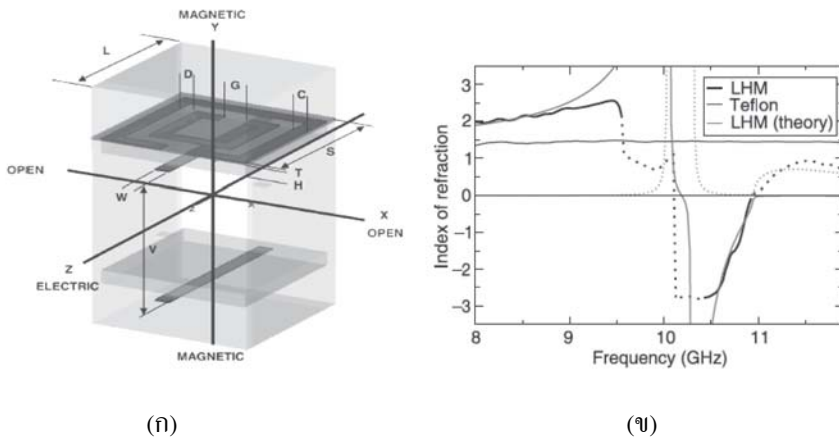 MAGNETIC
Y
L
D
G
C
S
T
H
OPEN
W
X
X
OPEN
Z
V
Z
ELECTRIC
MAGNETIC
(ก)
Index of refraction
3
2
1
0
−1
−2
−3
LHM
Teflon
LHM (theory)
8 9 10 11
Frequency (GHz)
(ข)